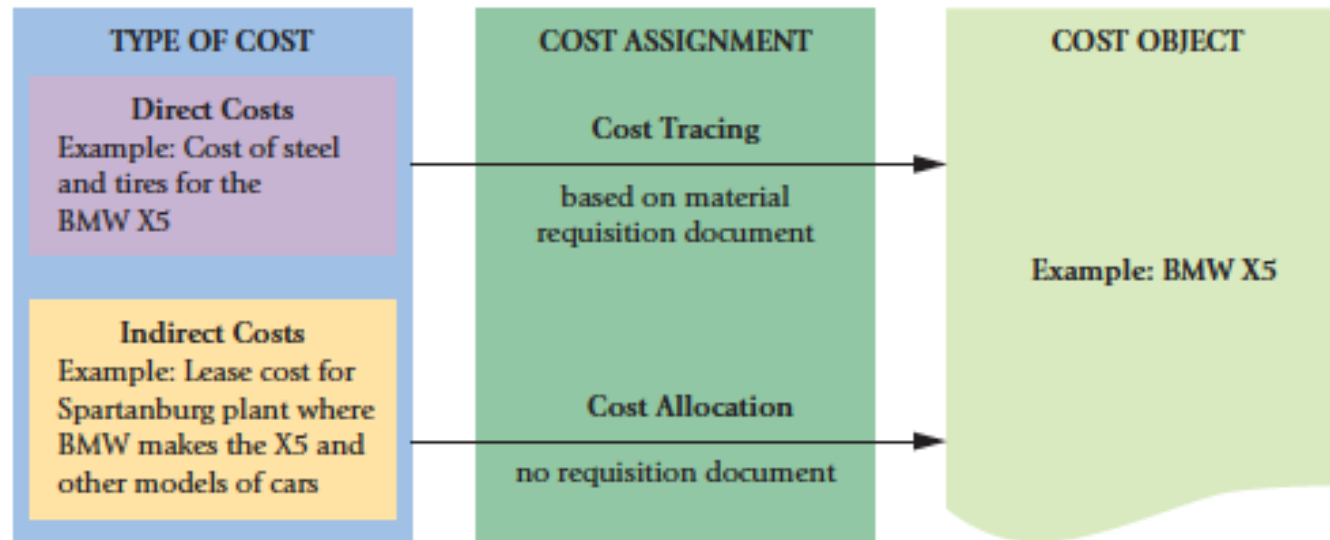 TYPE OF COST
Direct Costs
Example: Cost of steel
and tires for the
BMW X5
Indirect Costs
Example: Lease cost for
Spartanburg plant where
BMW makes the X5 and
other models of cars
COST ASSIGNMENT
Cost Tracing
based on material
requisition document
Cost Allocation
no requisition document
COST OBJECT
Example: BMW X5